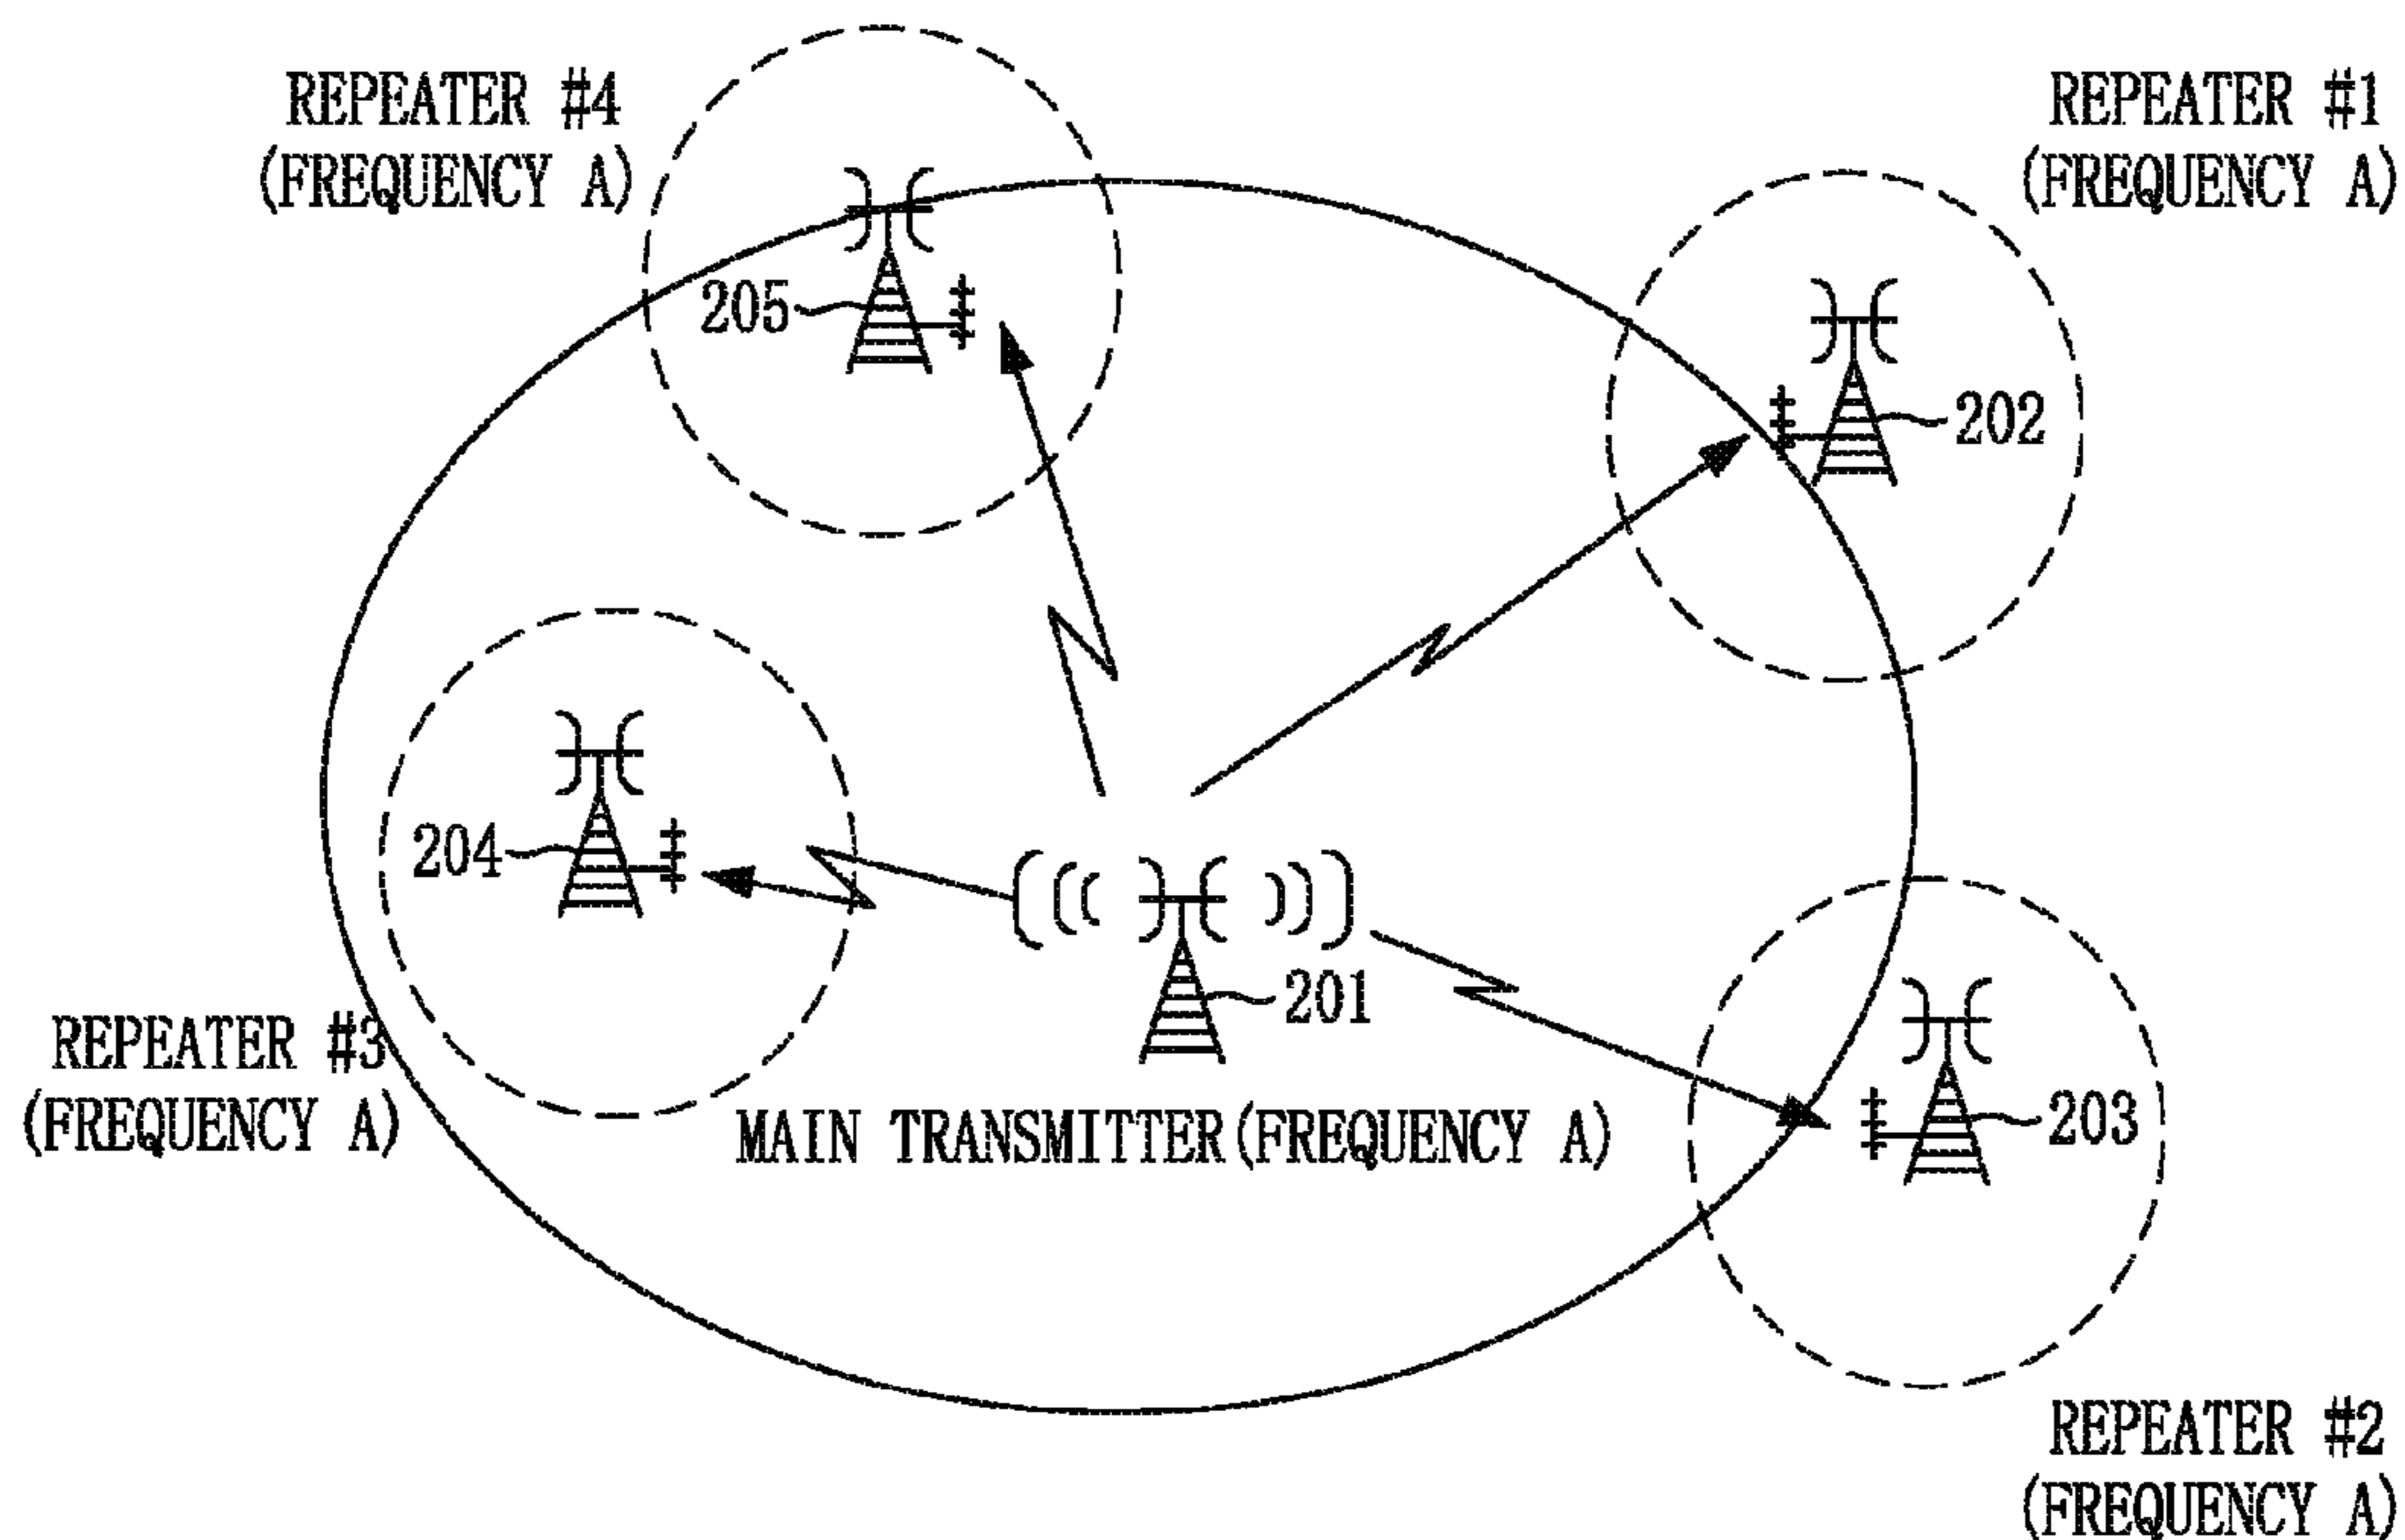 REPEATER #4
(FREQUENCY A)
REPEATER #1
(FREQUENCY A)
205
202
204
201
203
REPEATER #3
(FREQUENCY A)
MAIN TRANSMITTER(FREQUENCY A)
REPEATER #2
(FREQUENCY A)